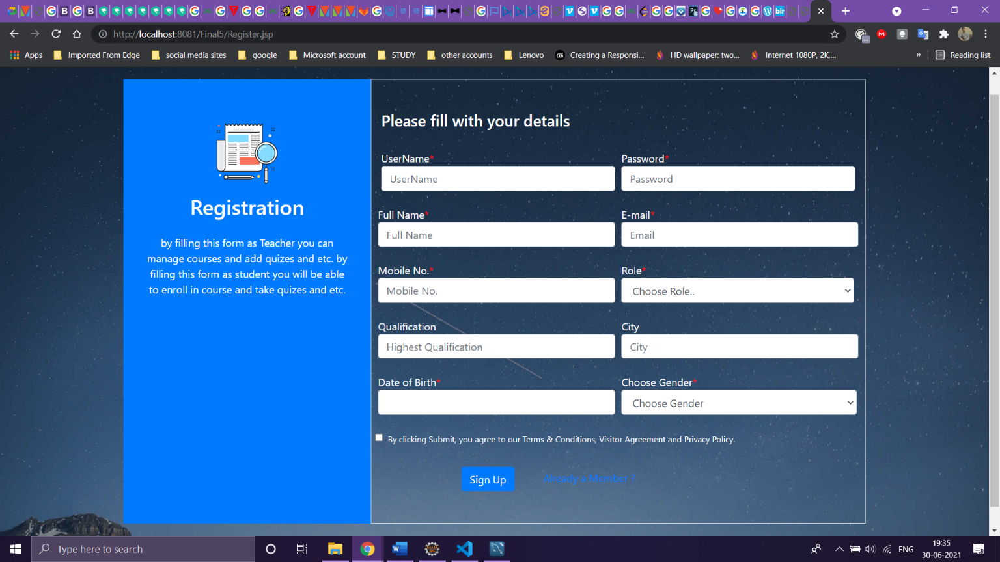 http://localhost:8081/Final5/Register.jsp
Apps
Imported From Edge
social media sites
google
Microsoft account
STUDY
other accounts
Lenovo
Creating a Responsi...
HD wallpaper: two...
Internet 1080P, 2K,...
»
Reading list
Registration
by filling this form as Teacher you can
manage courses and add quizes and etc. by
filling this form as student you will be able
to enroll in course and take quizes and etc.
Please fill with your details
UserName*
Password*
UserName
Password
Full Name*
E-mail*
Full Name
Email
Mobile No.*
Role*
Mobile No.
Choose Role..
Qualification
City
Highest Qualification
City
Date of Birth*
Choose Gender*
Choose Gender
By clicking Submit, you agree to our Terms & Conditions, Visitor Agreement and Privacy Policy.
Sign Up
Already a Member ?
Type here to search
ENG
19:35
30-06-2021